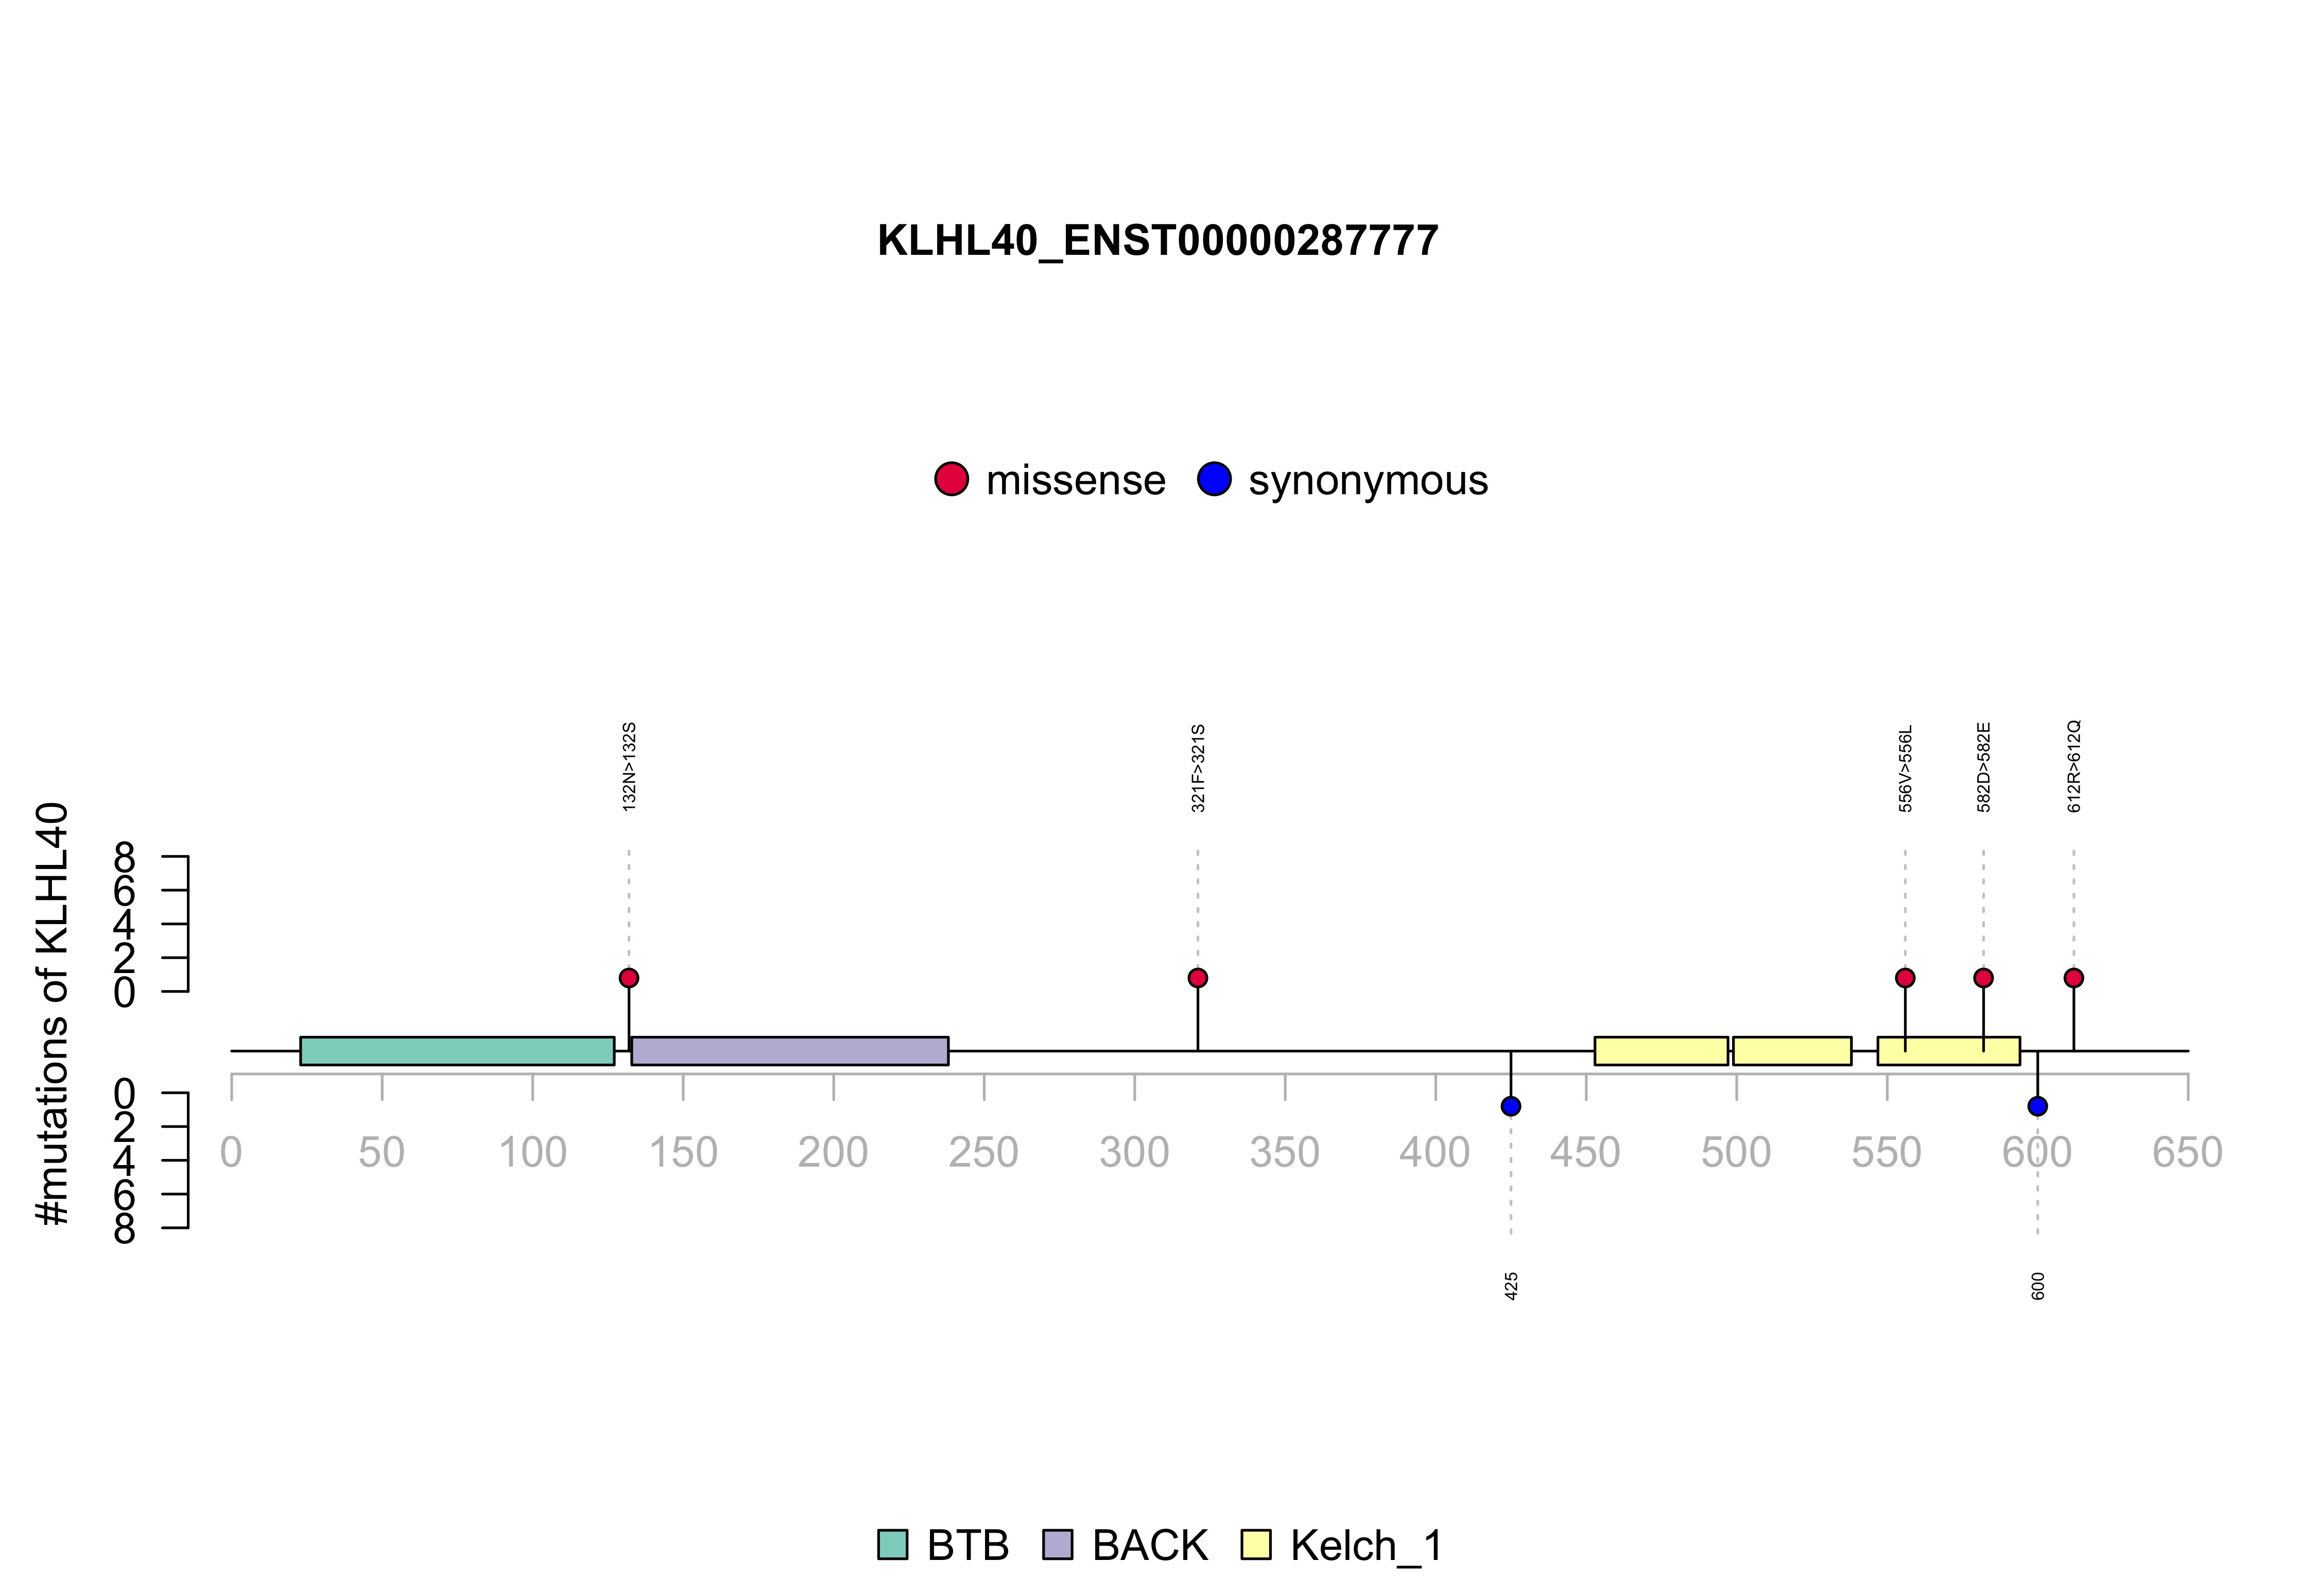 KLHL40_ENST00000287777
missense synonymous
132N>132S 321F>321S 556V>556L 582D>582E 612R>612Q
#mutations of KLHL40
8
6
4
2
0
0
2
4
6
8
0 50 100 150 200 250 300 350 400 450 500 550 600 650
425 600
BTB BACK Kelch_1